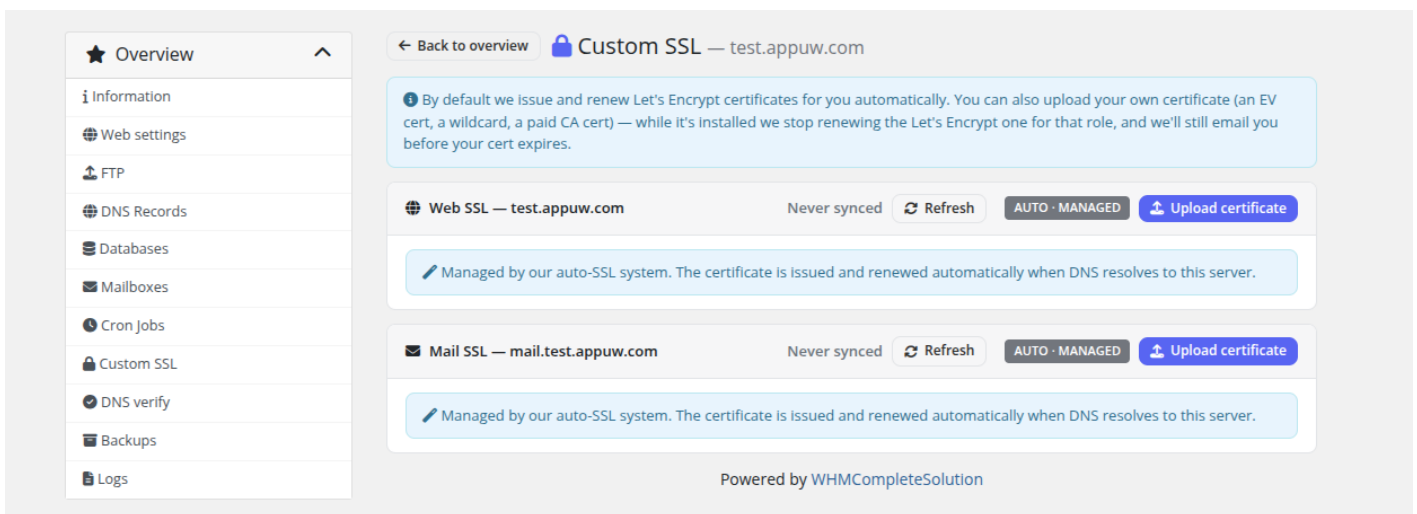 Overview
Information
Web settings
FTP
DNS Records
Databases
Mailboxes
Cron Jobs
Custom SSL
DNS verify
Backups
Logs
Back to overview
Custom SSL — test.appuw.com
By default we issue and renew Let's Encrypt certificates for you automatically. You can also upload your own certificate (an EV
cert, a wildcard, a paid CA cert) — while it's installed we stop renewing the Let's Encrypt one for that role, and we'll still email you
before your cert expires.
Web SSL — test.appuw.com Never synced Refresh AUTO · MANAGED Upload certificate
Managed by our auto-SSL system. The certificate is issued and renewed automatically when DNS resolves to this server.
Mail SSL — mail.test.appuw.com Never synced Refresh AUTO · MANAGED Upload certificate
Managed by our auto-SSL system. The certificate is issued and renewed automatically when DNS resolves to this server.
Powered by WHMCompleteSolution